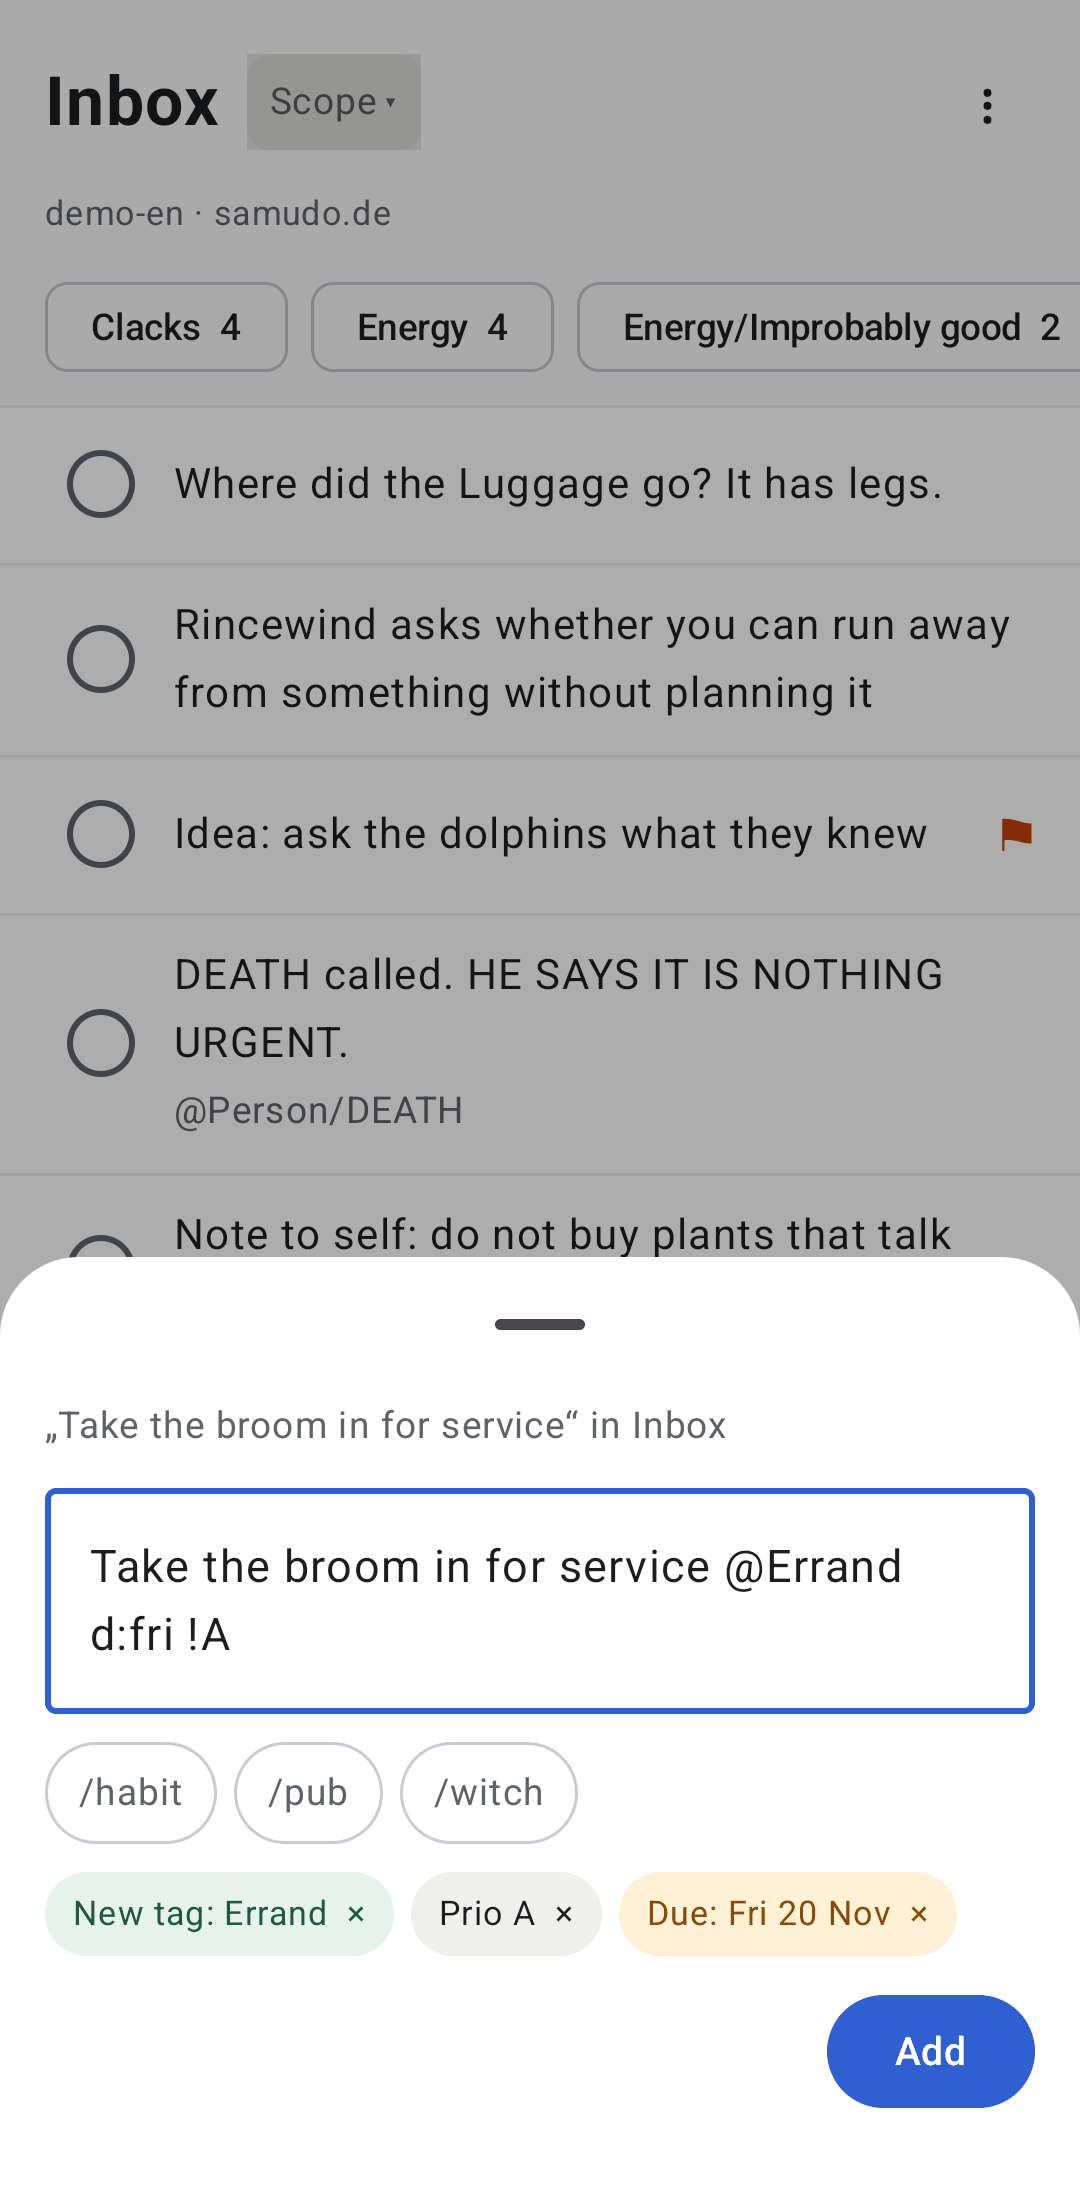 Inbox Scope ▾
demo-en · samudo.de
Clacks 4 Energy 4 Energy/Improbably good 2
Where did the Luggage go? It has legs.
Rincewind asks whether you can run away
from something without planning it
Idea: ask the dolphins what they knew
DEATH called. HE SAYS IT IS NOTHING
URGENT.
@Person/DEATH
Note to self: do not buy plants that talk
„Take the broom in for service“ in Inbox
Take the broom in for service @Errand
d:fri !A
/habit /pub /witch
New tag: Errand × Prio A × Due: Fri 20 Nov ×
Add